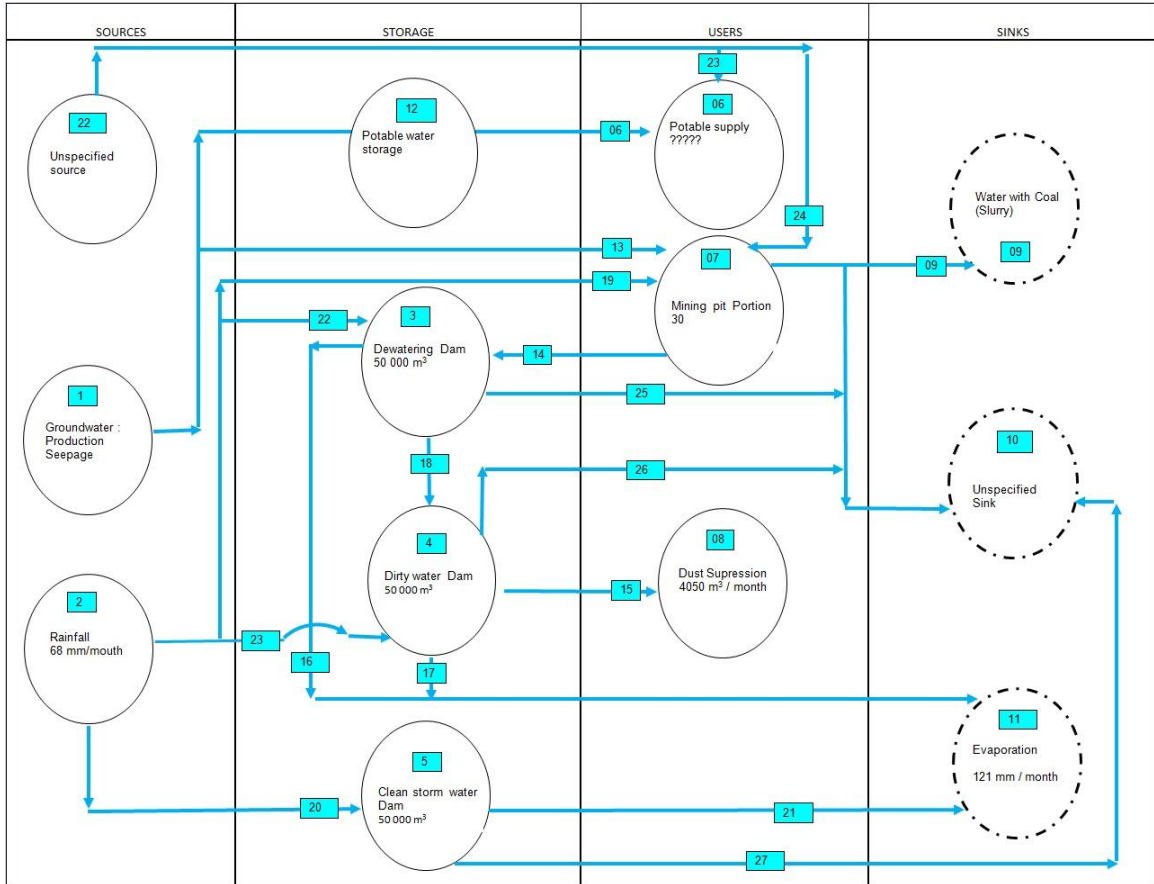 SOURCES
STORAGE
USERS
SINKS
22
Unspecified
source
1
Groundwater :
Production
Seepage
2
Rainfall
68 mm/mouth
12
Potable water
storage
3
Dewatering Dam
50 000 m³
4
Dirty water Dam
50 000 m³
5
Clean storm water
Dam
50 000 m³
06
Potable supply
?????
07
Mining pit Portion
30
08
Dust Supression
4050 m³ / month
Water with Coal
(Slurry)
09
10
Unspecified
Sink
11
Evaporation
121 mm / month
23
06
24
13
19
09
22
14
25
18
26
15
23
16
17
20
21
27